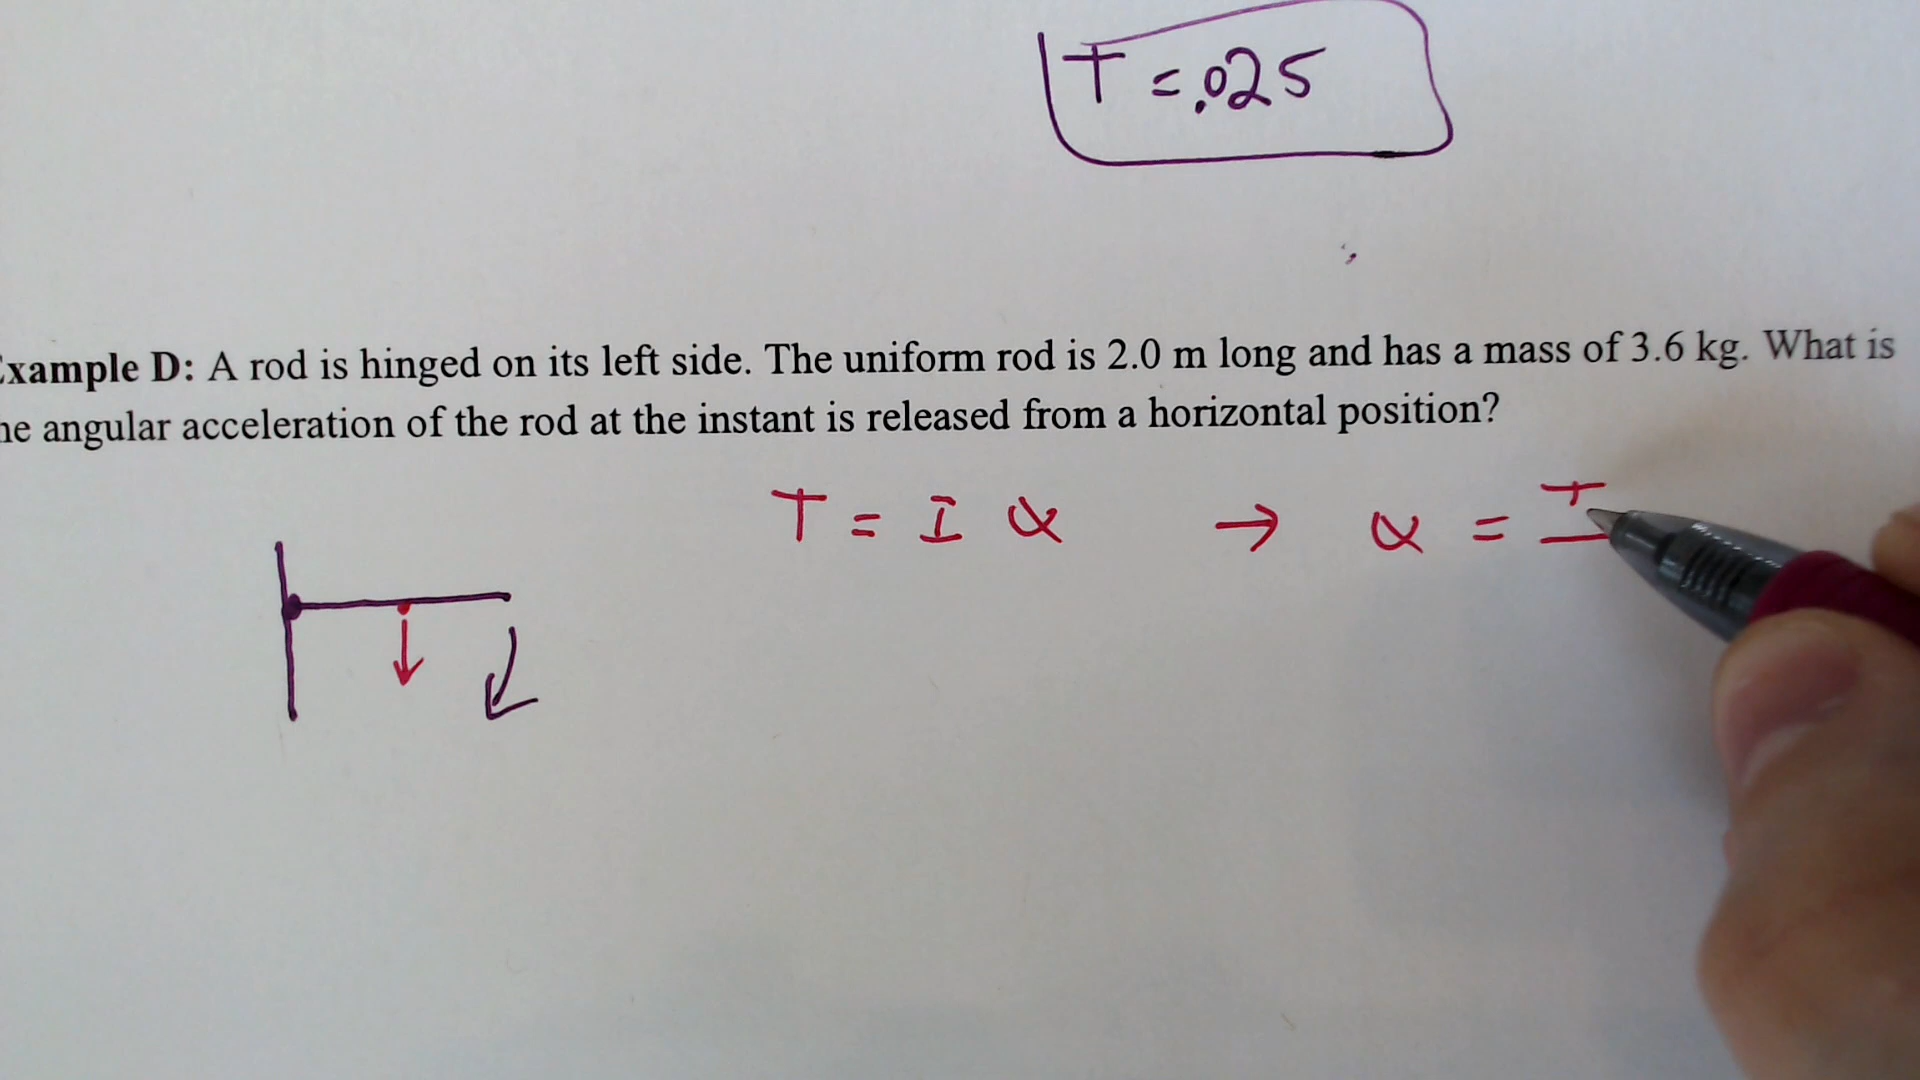 T = .025
Example D: A rod is hinged on its left side. The uniform rod is 2.0 m long and has a mass of 3.6 kg. What is
he angular acceleration of the rod at the instant is released from a horizontal position?
T = I α → α = T